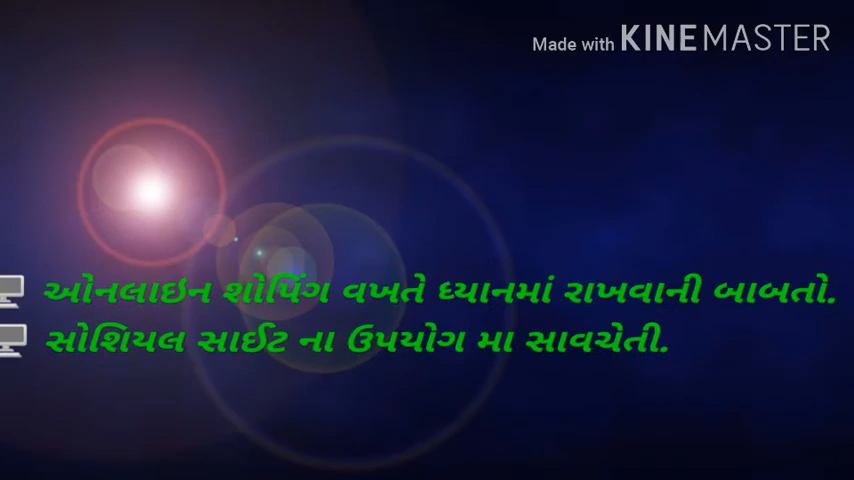 Made with KINEMASTER
ઓનલાઇન શોપિંગ વખતે ધ્યાનમાં રાખવાની બાબતો.
સોશિયલ સાઈટ ના ઉપયોગ મા સાવચેતી.